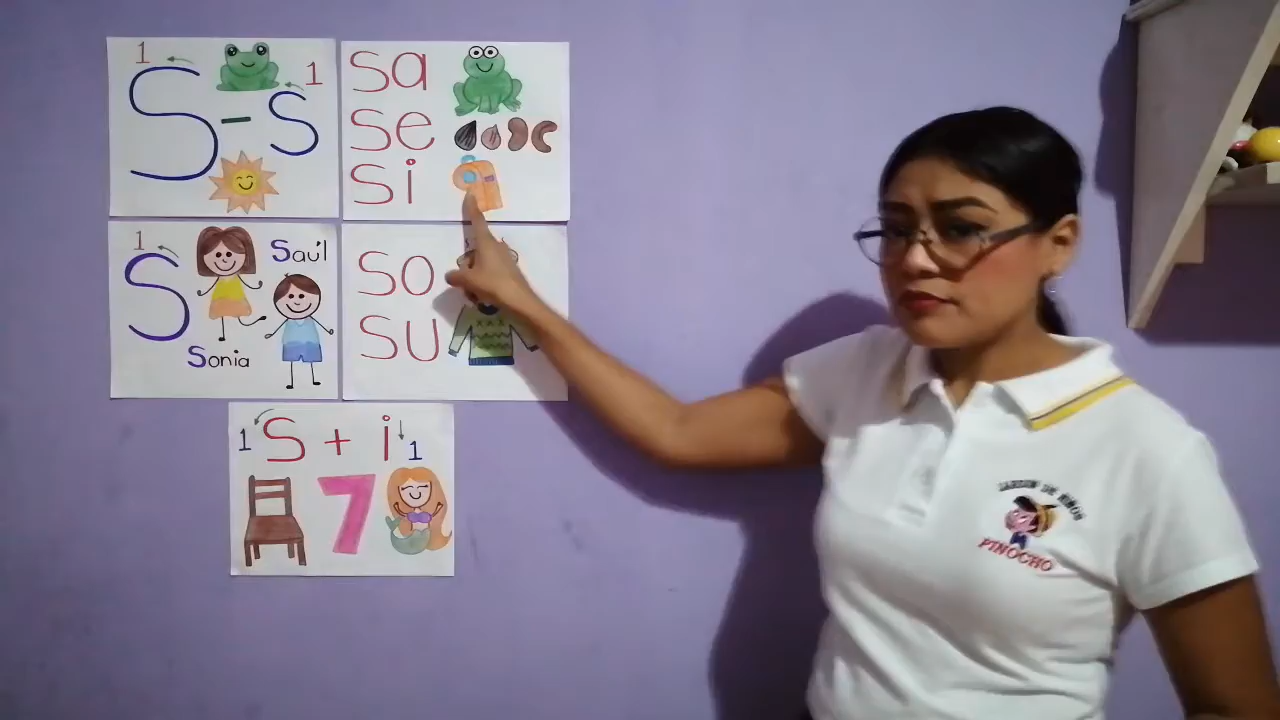 1 1
S - s
sa
se
si
1
S
Saúl
Sonia
so
su
1 S + i 1
7
JARDIN DE NIÑOS
PINOCHO